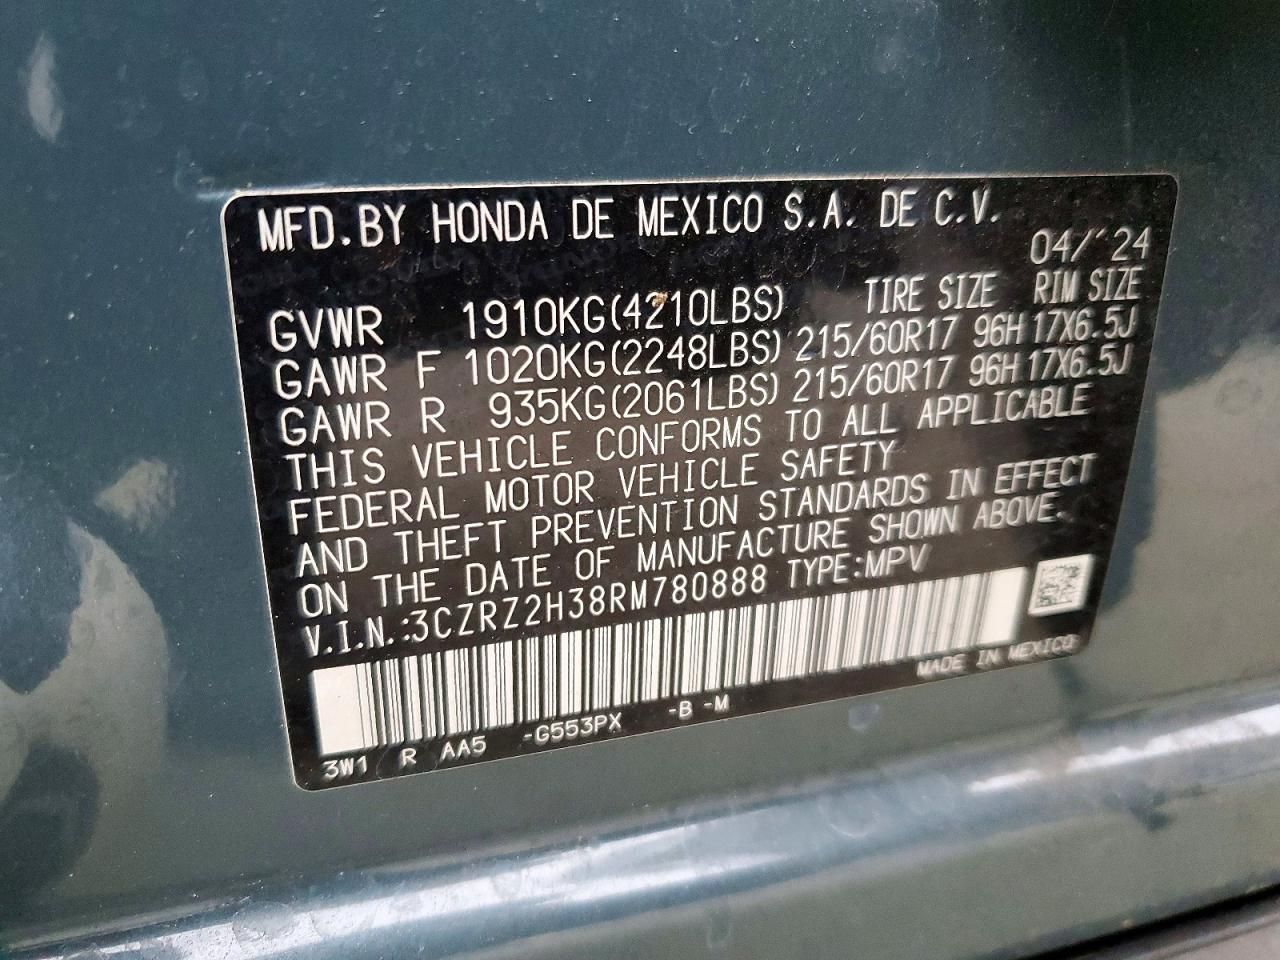 MFD.BY HONDA DE MEXICO S.A. DE C.V.
04/'24
TIRE SIZE RIM SIZE
GVWR 1910KG(4210LBS)
GAWR F 1020KG(2248LBS) 215/60R17 96H 17X6.5J
GAWR R 935KG(2061LBS) 215/60R17 96H 17X6.5J
THIS VEHICLE CONFORMS TO ALL APPLICABLE
FEDERAL MOTOR VEHICLE SAFETY
AND THEFT PREVENTION STANDARDS IN EFFECT
ON THE DATE OF MANUFACTURE SHOWN ABOVE.
V.I.N.:3CZRZ2H38RM780888 TYPE:MPV
MADE IN MEXICO
3W1 R AA5 -G553PX -B -M